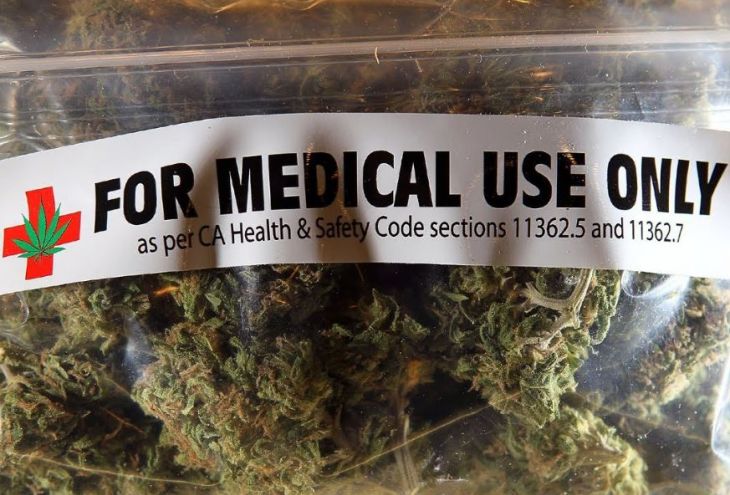 FOR MEDICAL USE ONLY
as per CA Health & Safety Code sections 11362.5 and 11362.7